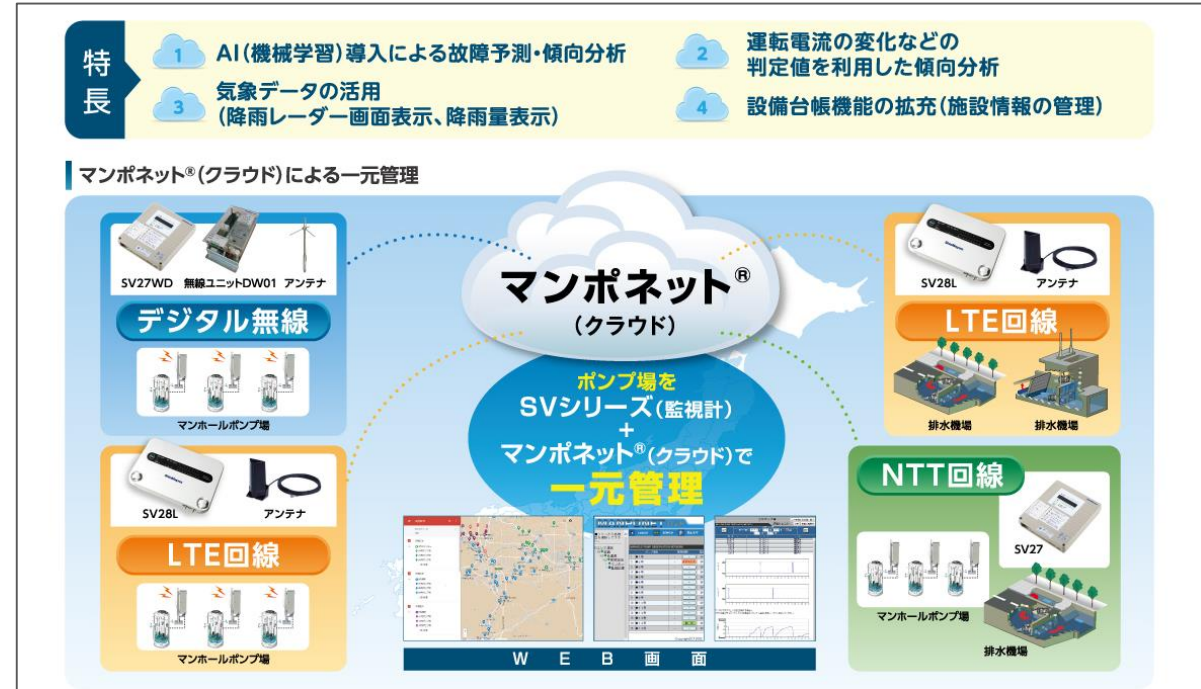 特長
1 AI(機械学習)導入による故障予測・傾向分析
2 運転電流の変化などの
判定値を利用した傾向分析
3 気象データの活用
(降雨レーダー画面表示、降雨量表示)
4 設備台帳機能の拡充(施設情報の管理)
マンポネット®(クラウド)による一元管理
SV27WD 無線ユニットDW01 アンテナ
デジタル無線
マンホールポンプ場
SV28L アンテナ
LTE回線
マンホールポンプ場
マンポネット®
(クラウド)
ポンプ場を
SVシリーズ(監視計)
+
マンポネット®(クラウド)で
一元管理
WEB画面
SV28L アンテナ
LTE回線
排水機場 排水機場
NTT回線
SV27
マンホールポンプ場
排水機場